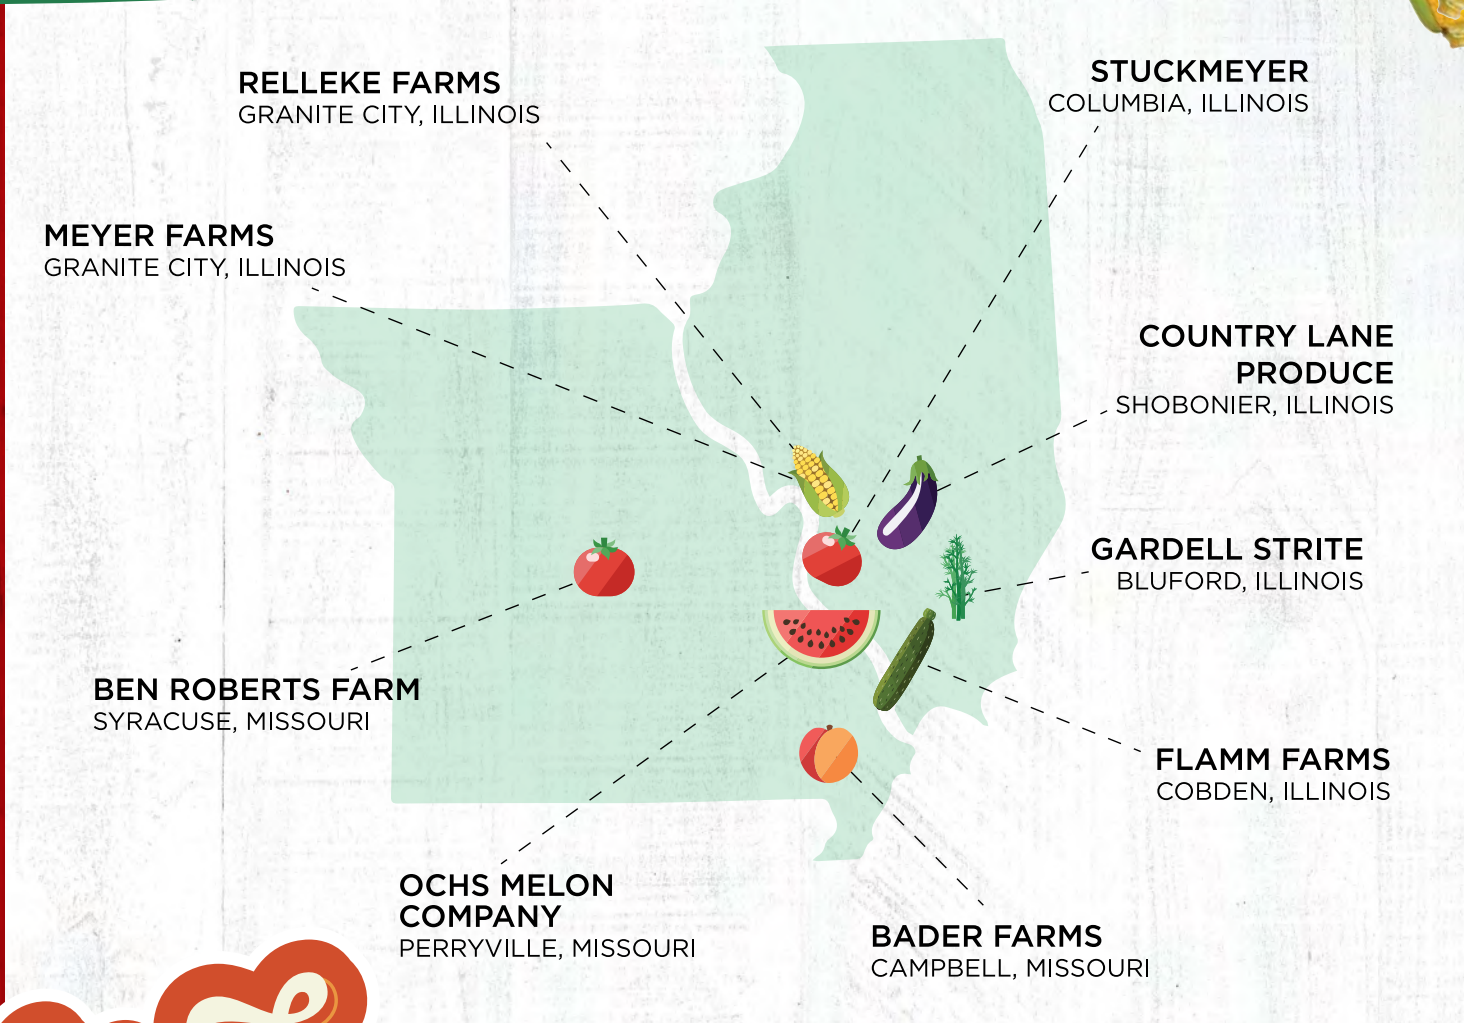 RELLEKE FARMS
GRANITE CITY, ILLINOIS
STUCKMEYER
COLUMBIA, ILLINOIS
MEYER FARMS
GRANITE CITY, ILLINOIS
COUNTRY LANE
PRODUCE
SHOBONIER, ILLINOIS
GARDELL STRITE
BLUFORD, ILLINOIS
BEN ROBERTS FARM
SYRACUSE, MISSOURI
FLAMM FARMS
COBDEN, ILLINOIS
OCHS MELON
COMPANY
PERRYVILLE, MISSOURI
BADER FARMS
CAMPBELL, MISSOURI